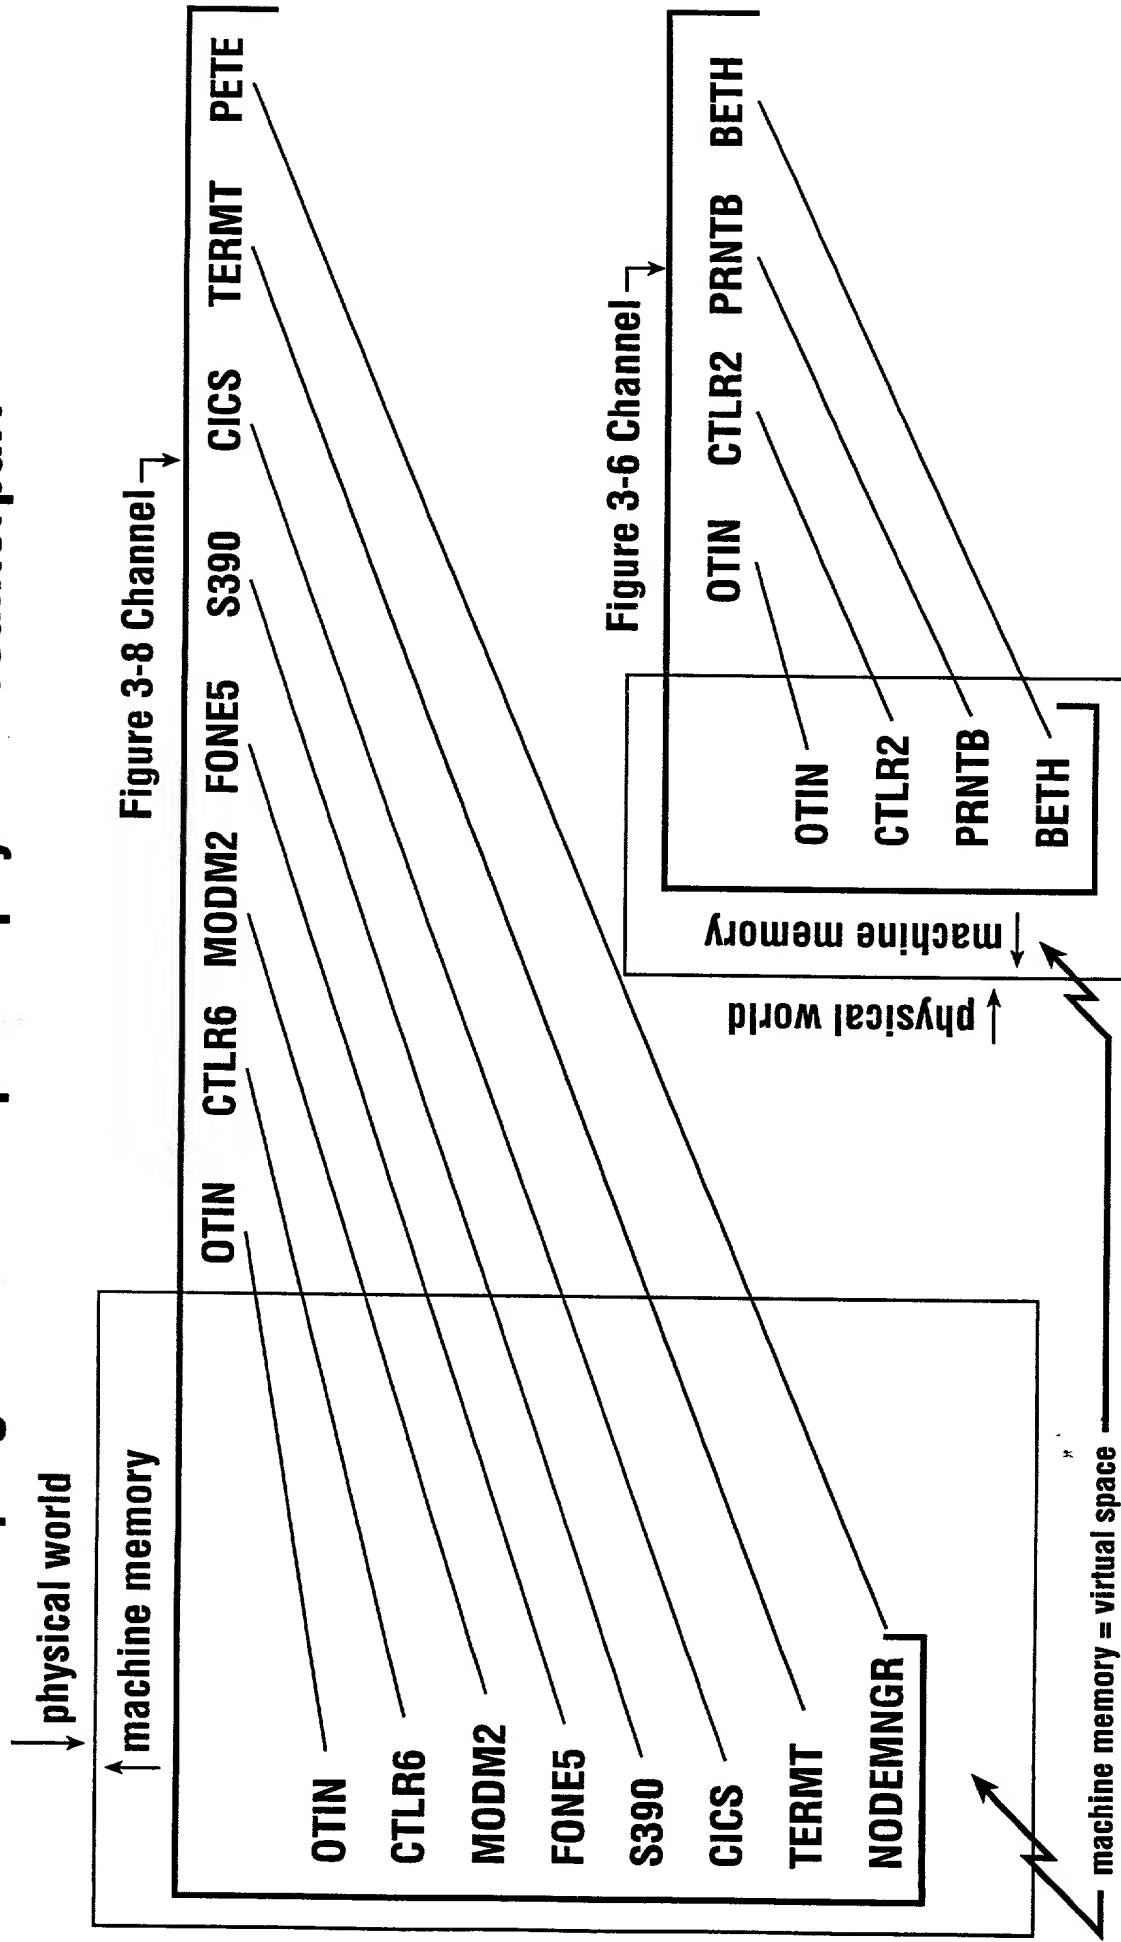 physical world
machine memory
Figure 3-8 Channel
OTIN CTLR6 MODM2 FONE5 S390 CICS TERMT PETE
OTIN
CTLR6
MODM2
FONE5
S390
CICS
TERMT
NODEMNGR
Figure 3-6 Channel
OTIN CTLR2 PRNTB BETH
OTIN
CTLR2
PRNTB
BETH
machine memory
physical world
machine memory = virtual space